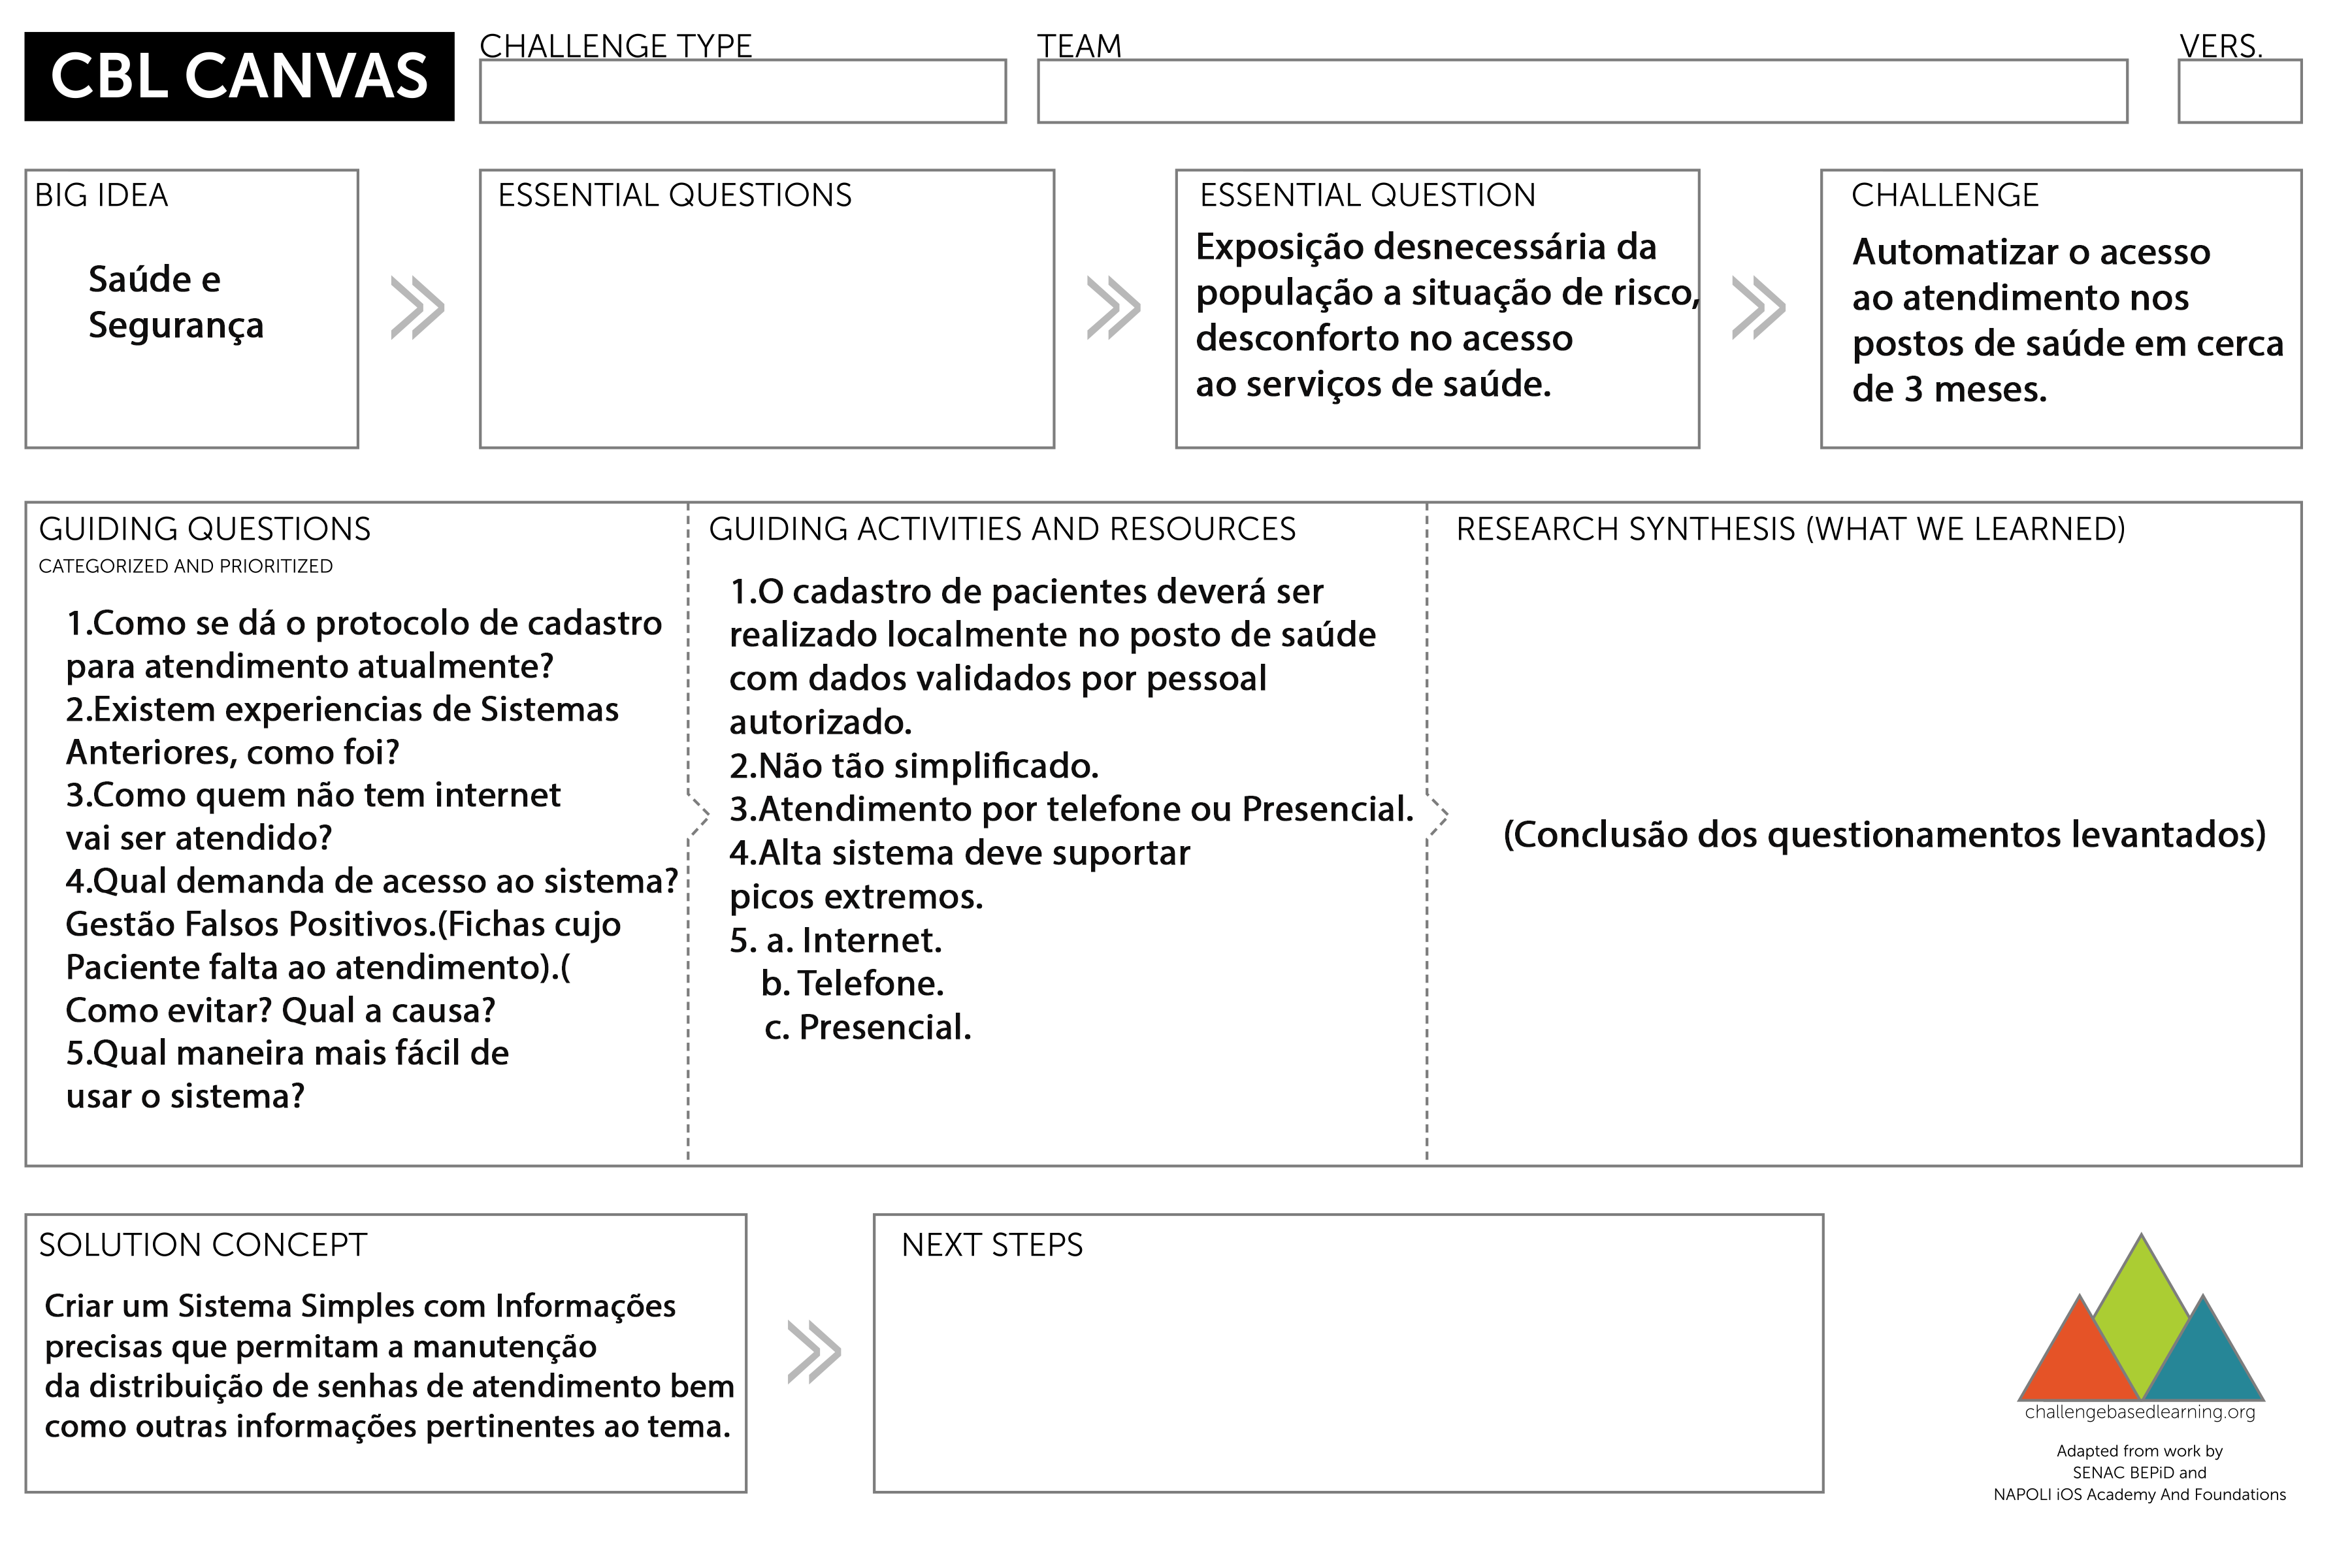 CBL CANVAS
CHALLENGE TYPE
TEAM
VERS.
BIG IDEA
Saúde e
Segurança
ESSENTIAL QUESTIONS
ESSENTIAL QUESTION
Exposição desnecessária da
população a situação de risco,
desconforto no acesso
ao serviços de saúde.
CHALLENGE
Automatizar o acesso
ao atendimento nos
postos de saúde em cerca
de 3 meses.
GUIDING QUESTIONS
CATEGORIZED AND PRIORITIZED
1.Como se dá o protocolo de cadastro
para atendimento atualmente?
2.Existem experiencias de Sistemas
Anteriores, como foi?
3.Como quem não tem internet
vai ser atendido?
4.Qual demanda de acesso ao sistema?
Gestão Falsos Positivos.(Fichas cujo
Paciente falta ao atendimento).(
Como evitar? Qual a causa?
5.Qual maneira mais fácil de
usar o sistema?
GUIDING ACTIVITIES AND RESOURCES
1.O cadastro de pacientes deverá ser
realizado localmente no posto de saúde
com dados validados por pessoal
autorizado.
2.Não tão simplificado.
3.Atendimento por telefone ou Presencial.
4.Alta sistema deve suportar
picos extremos.
5. a. Internet.
b. Telefone.
c. Presencial.
RESEARCH SYNTHESIS (WHAT WE LEARNED)
(Conclusão dos questionamentos levantados)
SOLUTION CONCEPT
Criar um Sistema Simples com Informações
precisas que permitam a manutenção
da distribuição de senhas de atendimento bem
como outras informações pertinentes ao tema.
NEXT STEPS
challengebasedlearning.org
Adapted from work by
SENAC BEPiD and
NAPOLI iOS Academy And Foundations